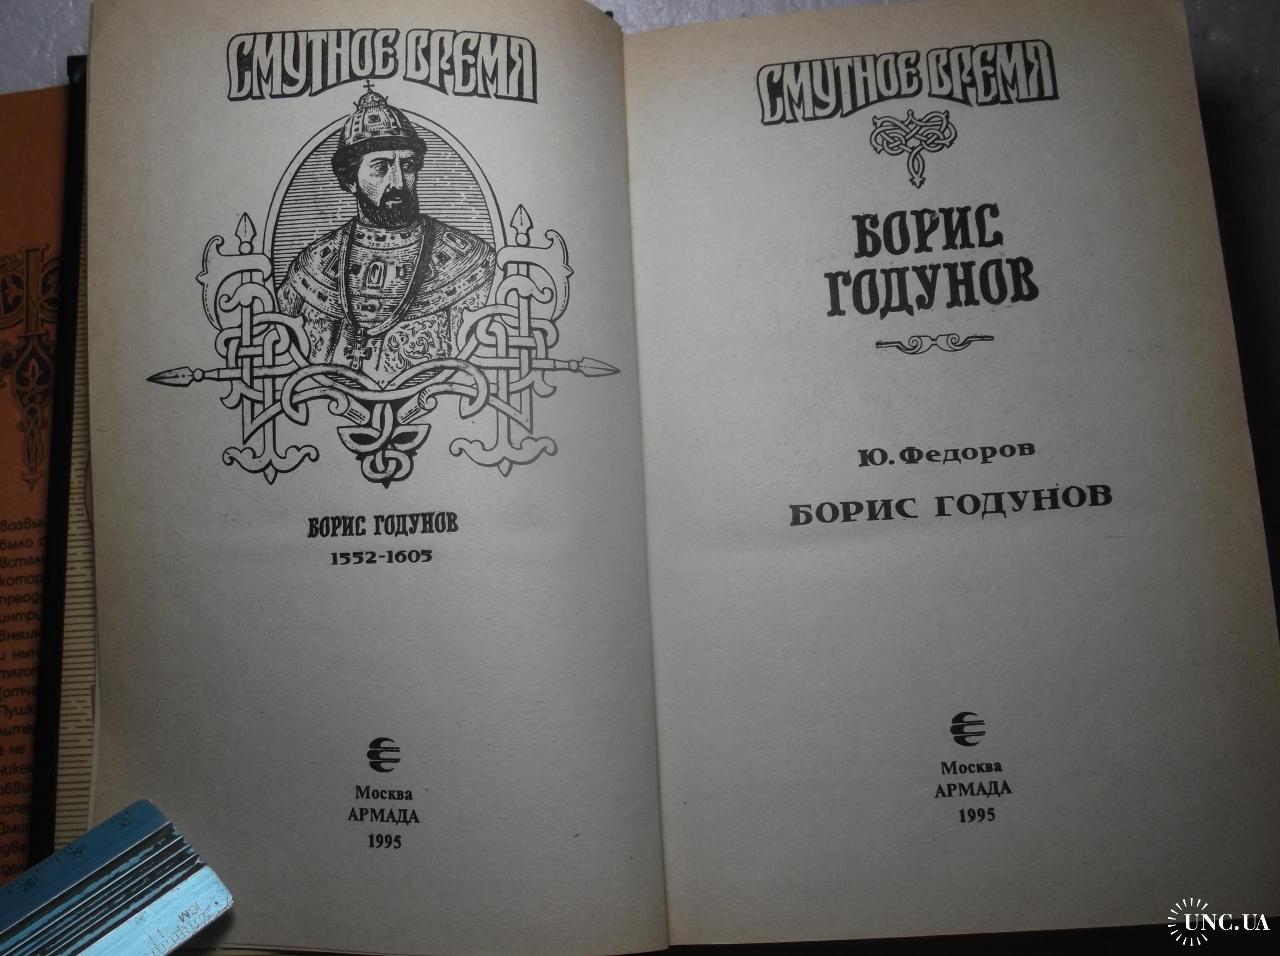 СМУТНОЕ ВРЕМЯ
БОРИС ГОДУНОВ
1552-1605
Москва
АРМАДА
1995
СМУТНОЕ ВРЕМЯ
БОРИС
ГОДУНОВ
Ю. Федоров
БОРИС ГОДУНОВ
Москва
АРМАДА
1995
UNC.UA